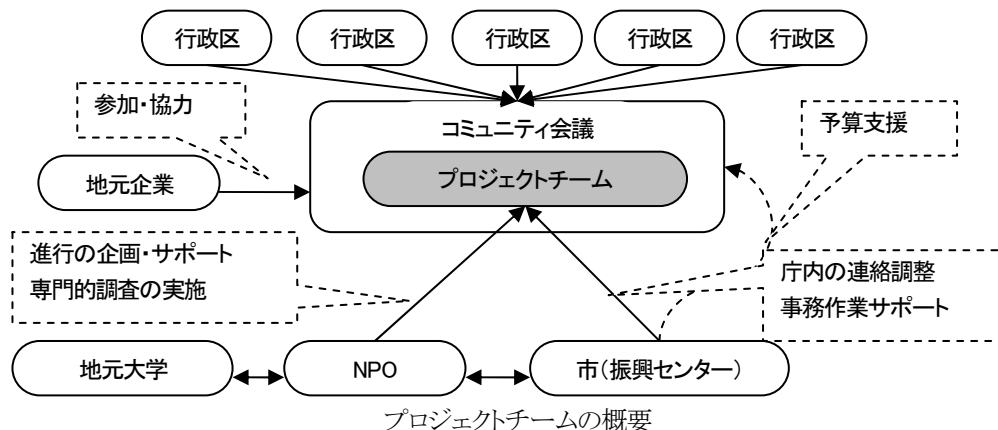 行政区
行政区
行政区
行政区
行政区
参加・協力
コミュニティ会議
予算支援
プロジェクトチーム
地元企業
進行の企画・サポート
専門的調査の実施
庁内の連絡調整
事務作業サポート
地元大学
NPO
市(振興センター)
プロジェクトチームの概要